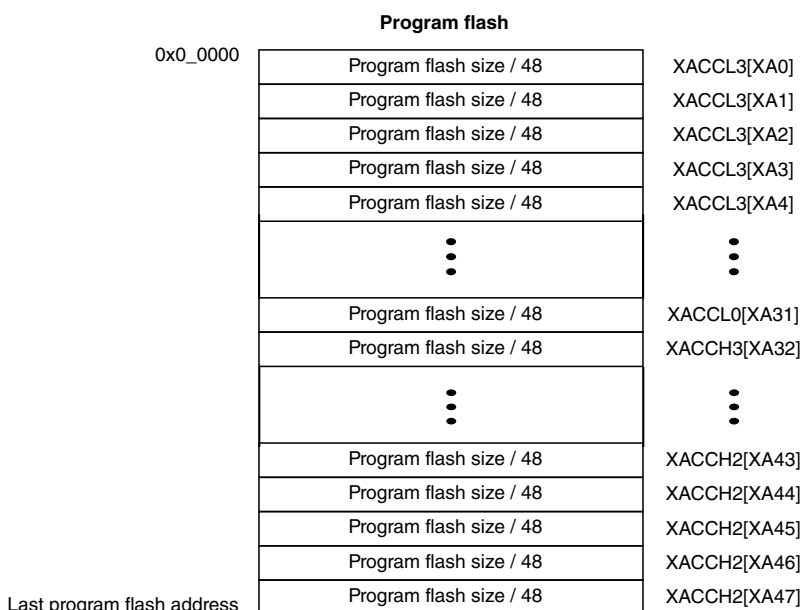 Program flash
0x0_0000
Program flash size / 48 XACCL3[XA0]
Program flash size / 48 XACCL3[XA1]
Program flash size / 48 XACCL3[XA2]
Program flash size / 48 XACCL3[XA3]
Program flash size / 48 XACCL3[XA4]
Program flash size / 48 XACCL0[XA31]
Program flash size / 48 XACCH3[XA32]
Program flash size / 48 XACCH2[XA43]
Program flash size / 48 XACCH2[XA44]
Program flash size / 48 XACCH2[XA45]
Program flash size / 48 XACCH2[XA46]
Program flash size / 48 XACCH2[XA47]
Last program flash address